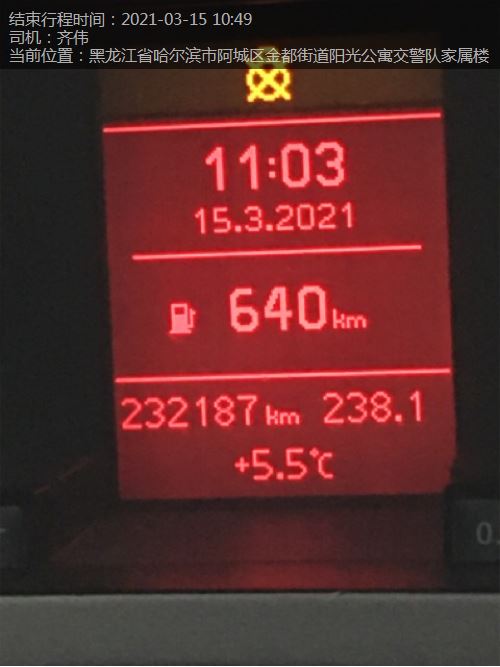 结束行程时间：2021-03-15 10:49
司机：齐伟
当前位置：黑龙江省哈尔滨市阿城区金都街道阳光公寓交警队家属楼
11:03
15.3.2021
640km
232187km 238.1
+5.5℃
0.